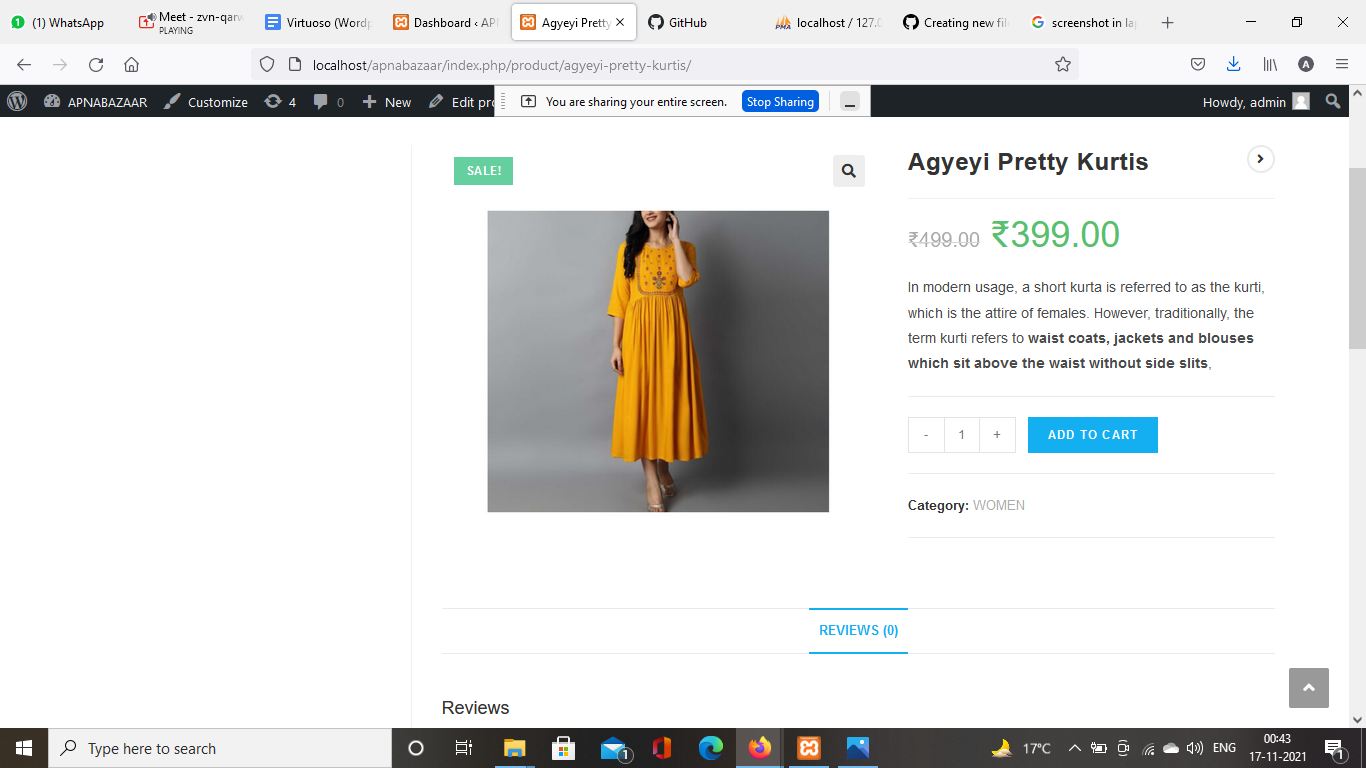 (1) WhatsApp
Meet - zvn-qarw
PLAYING
Virtuoso (Wordp
Dashboard ‹ AP
Agyeyi Pretty
GitHub
localhost / 127.0
Creating new file
screenshot in lap
localhost/apnabazaar/index.php/product/agyeyi-pretty-kurtis/
APNABAZAAR
Customize
4
0
New
Edit pro
You are sharing your entire screen.
Stop Sharing
Howdy, admin
SALE!
Agyeyi Pretty Kurtis
₹499.00 ₹399.00
In modern usage, a short kurta is referred to as the kurti,
which is the attire of females. However, traditionally, the
term kurti refers to waist coats, jackets and blouses
which sit above the waist without side slits,
- 1 +
ADD TO CART
Category: WOMEN
REVIEWS (0)
Reviews
Type here to search
1
17°C
ENG
00:43
17-11-2021
1